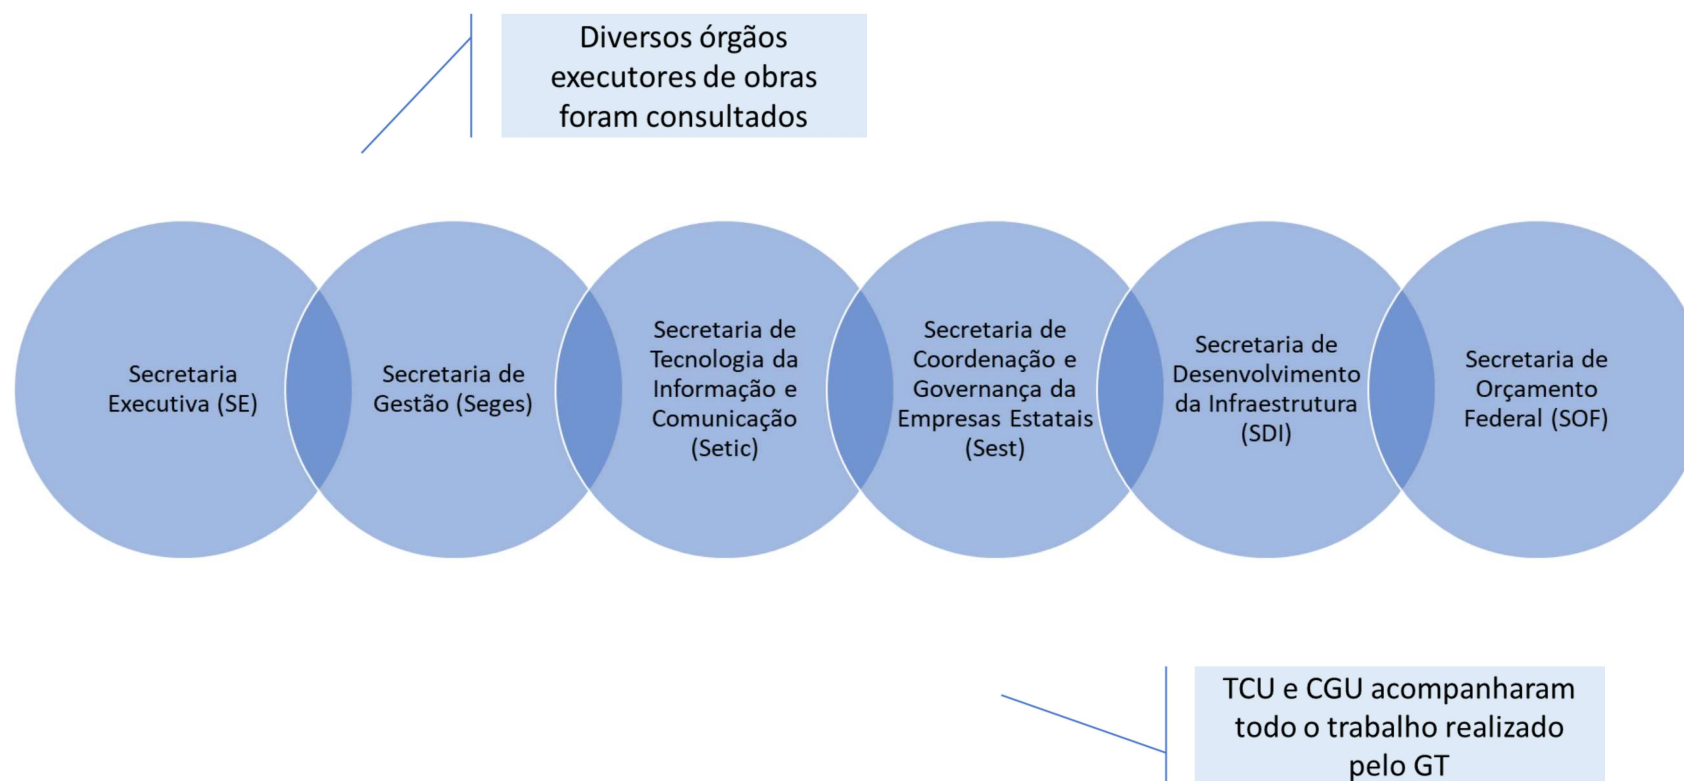 Diversos órgãos
executores de obras
foram consultados
Secretaria
Executiva (SE)
Secretaria de
Gestão (Seges)
Secretaria de
Tecnologia da
Informação e
Comunicação
(Setic)
Secretaria de
Coordenação e
Governança da
Empresas Estatais
(Sest)
Secretaria de
Desenvolvimento
da Infraestrutura
(SDI)
Secretaria de
Orçamento
Federal (SOF)
TCU e CGU acompanharam
todo o trabalho realizado
pelo GT